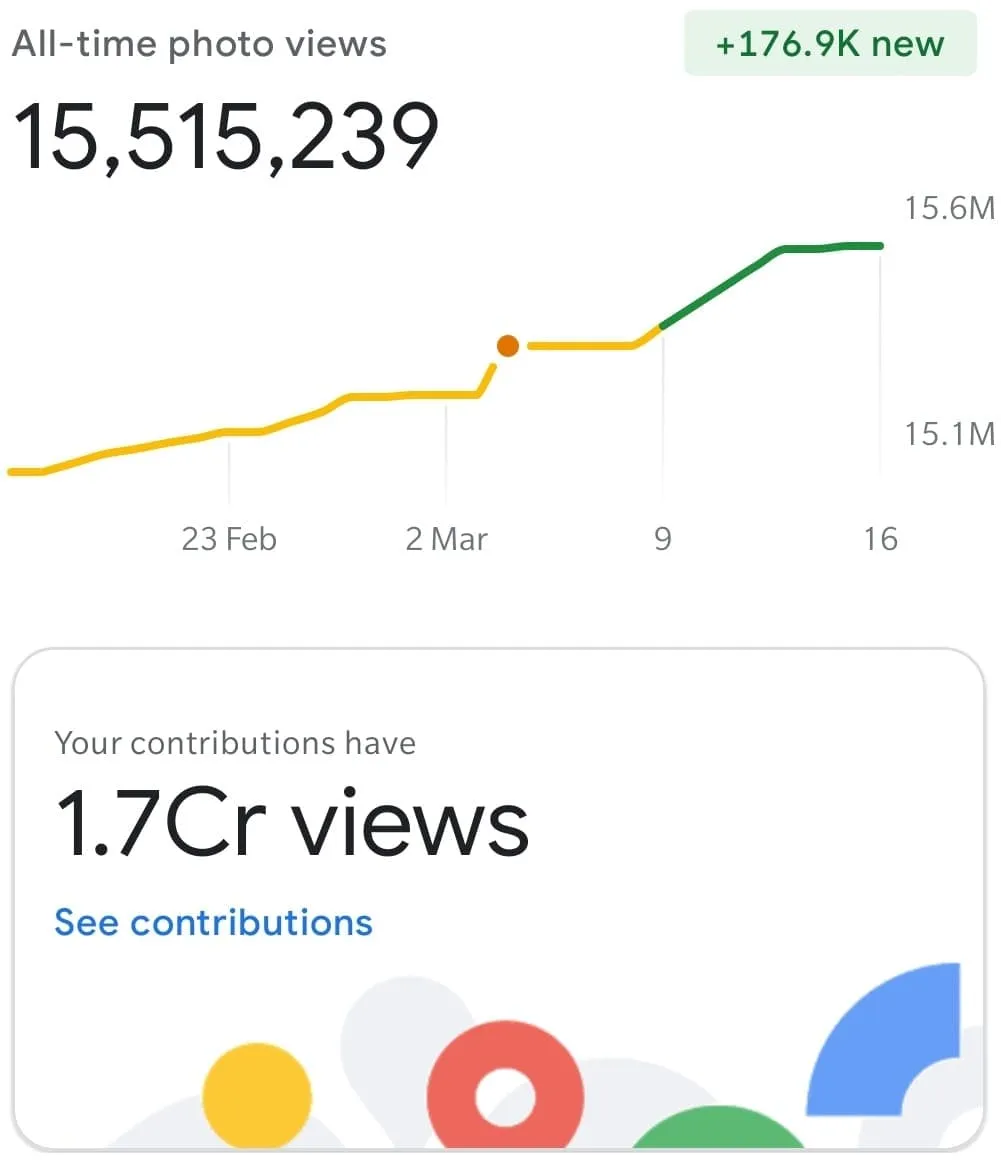 All-time photo views
+176.9K new
15,515,239
15.6M
15.1M
23 Feb 2 Mar 9 16
Your contributions have
1.7Cr views
See contributions